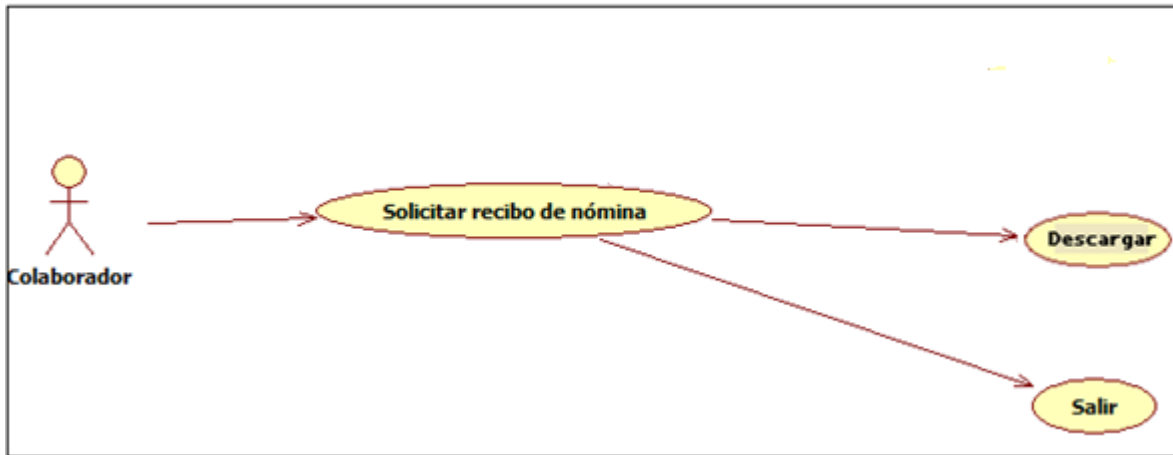 Solicitar recibo de nómina
Descargar
Colaborador
Salir